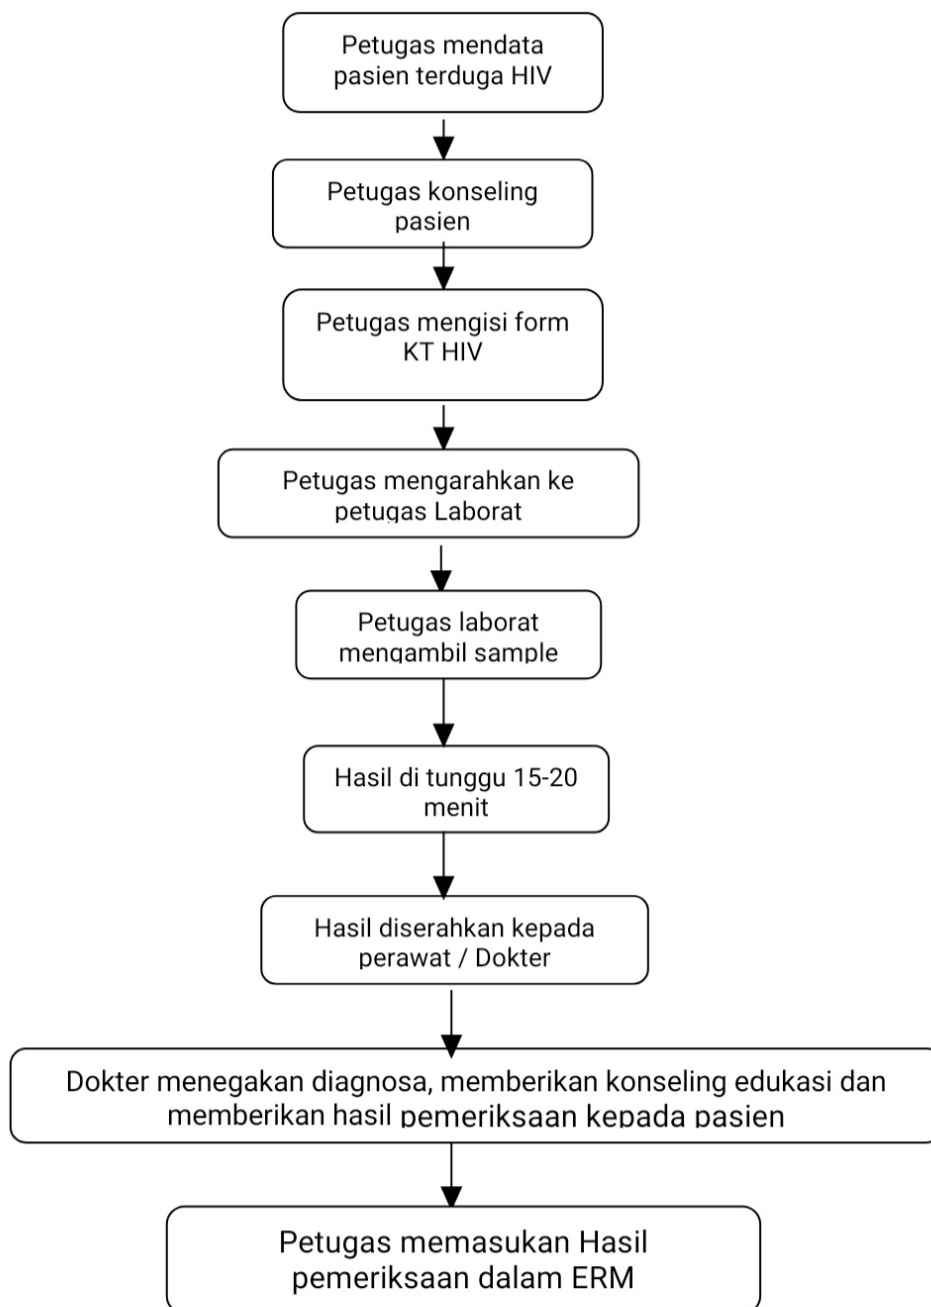 Petugas mendata
pasien terduga HIV
Petugas konseling
pasien
Petugas mengisi form
KT HIV
Petugas mengarahkan ke
petugas Laborat
Petugas laborat
mengambil sample
Hasil di tunggu 15-20
menit
Hasil diserahkan kepada
perawat / Dokter
Dokter menegakan diagnosa, memberikan konseling edukasi dan
memberikan hasil pemeriksaan kepada pasien
Petugas memasukan Hasil
pemeriksaan dalam ERM